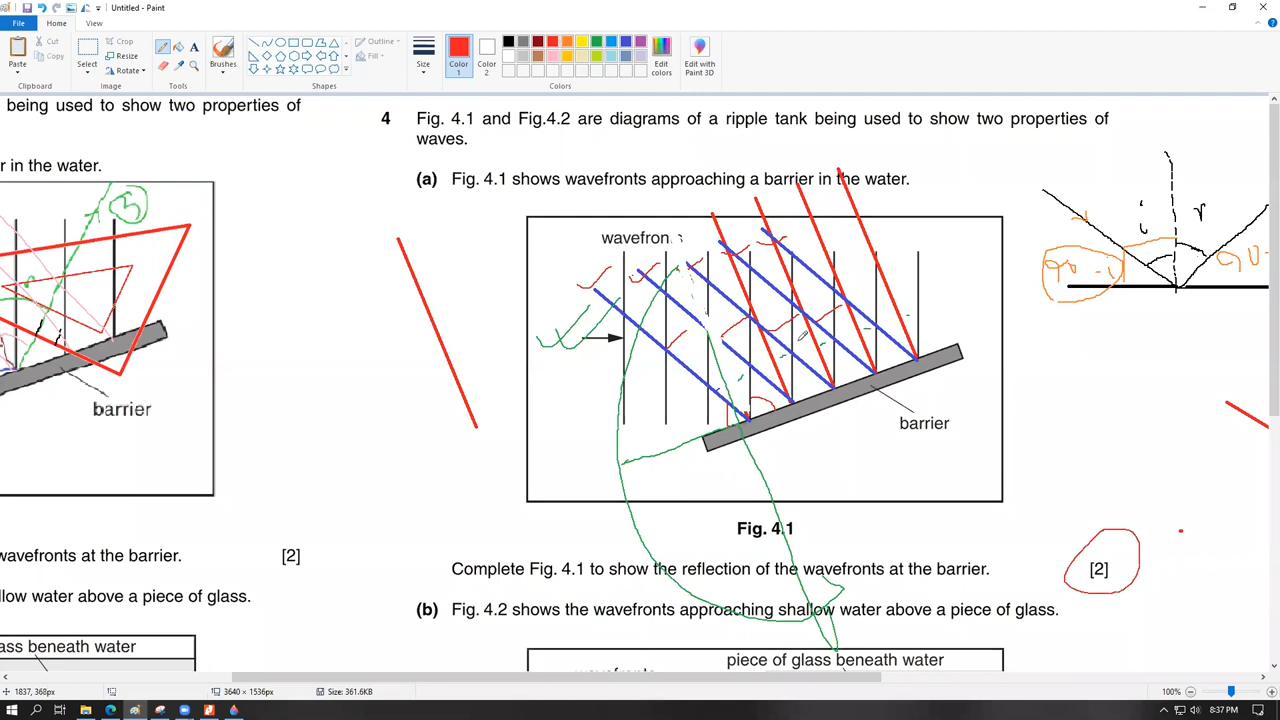 Untitled - Paint
File Home View
Paste
Cut
Copy
Clipboard
Select
Crop
Resize
Rotate
Image
Tools
Brushes
Shapes
Outline
Fill
Size
Color 1
Color 2
Edit colors
Colors
Edit with Paint 3D
being used to show two properties of
r in the water.
3
barrier
wavefronts at the barrier. [2]
llow water above a piece of glass.
ass beneath water
4 Fig. 4.1 and Fig.4.2 are diagrams of a ripple tank being used to show two properties of
waves.
(a) Fig. 4.1 shows wavefronts approaching a barrier in the water.
wavefron s
barrier
Fig. 4.1
i r
90 - i
90-
Complete Fig. 4.1 to show the reflection of the wavefronts at the barrier. [2]
(b) Fig. 4.2 shows the wavefronts approaching shallow water above a piece of glass.
piece of glass beneath water
1837, 368px
3640 × 1536px
Size: 361.6KB
100%
8:37 PM